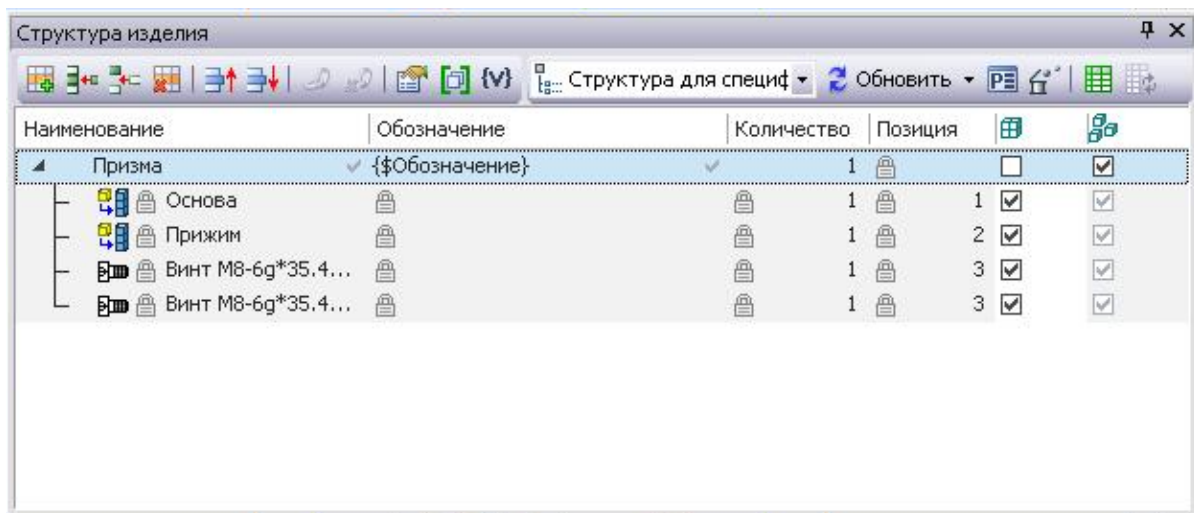 Структура изделия
{v} Структура для специф Обновить PE
Наименование Обозначение Количество Позиция
Призма {$Обозначение} 1
Основа 1 1
Прижим 1 2
Винт М8-6g*35.4... 1 3
Винт М8-6g*35.4... 1 3